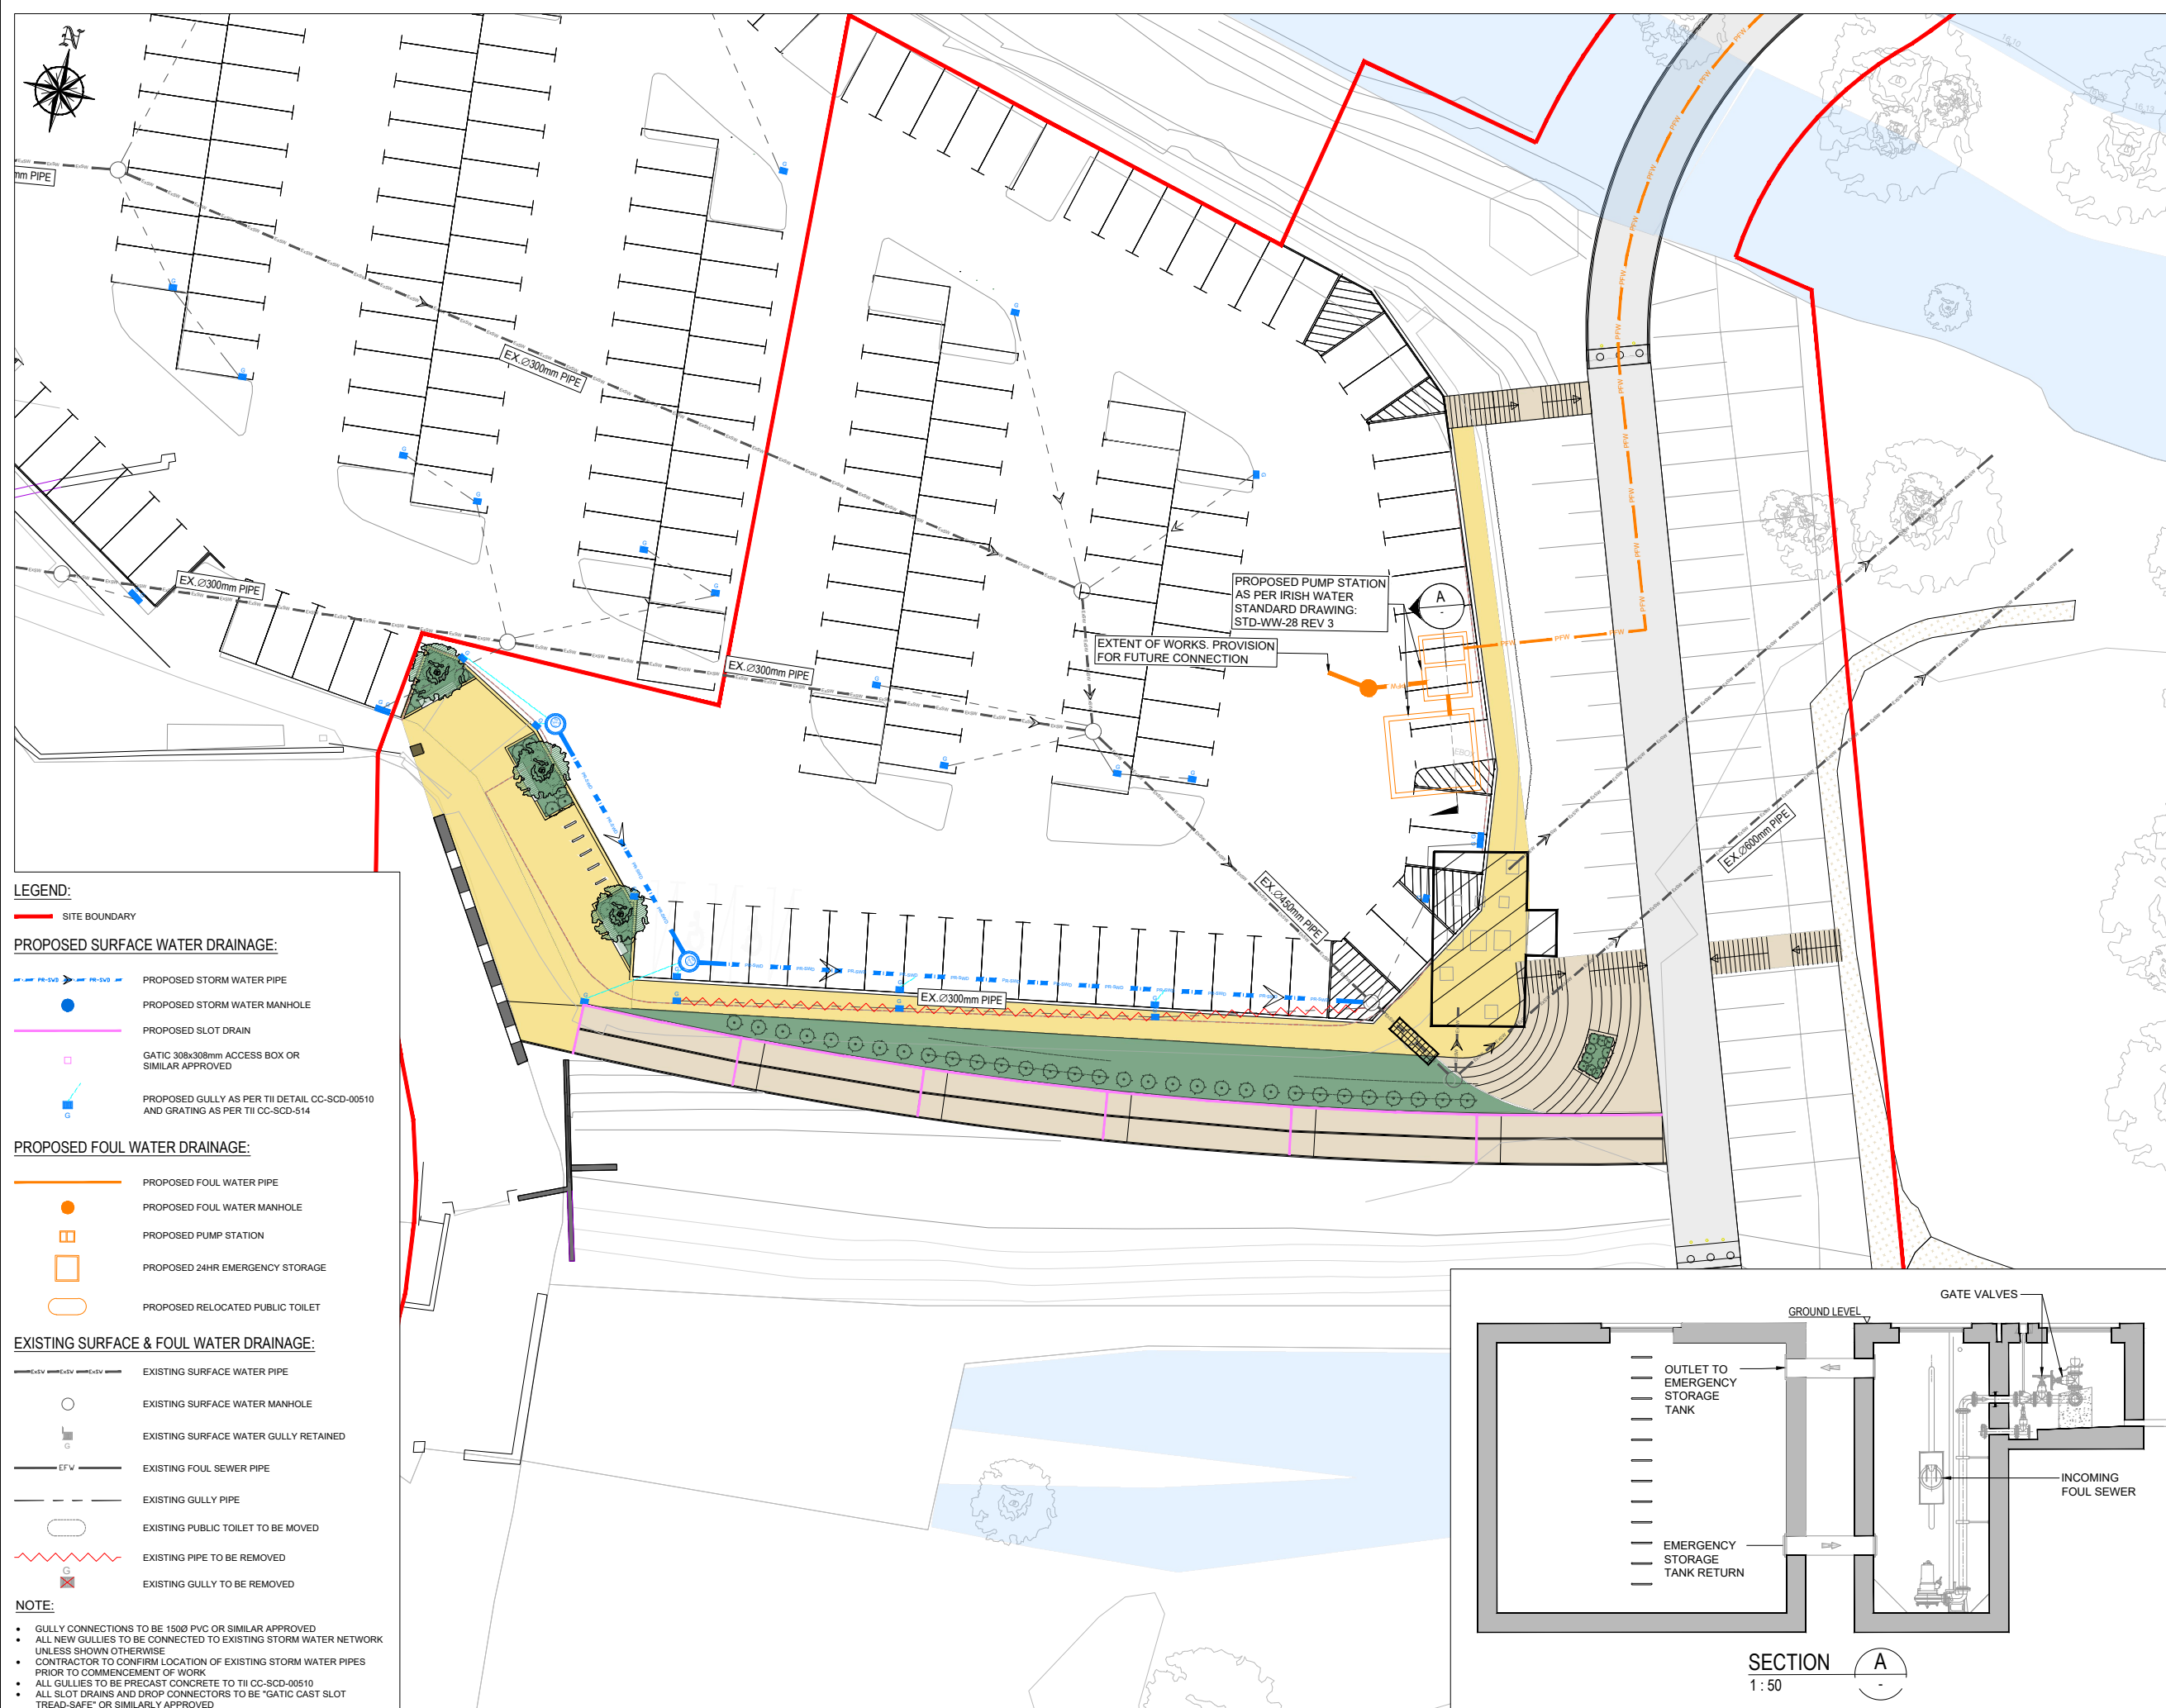 N
mm PIPE
EX.Ø300mm PIPE
EX.Ø300mm PIPE
EX.Ø300mm PIPE
PROPOSED PUMP STATION
AS PER IRISH WATER
STANDARD DRAWING:
STD-WW-28 REV 3
A
-
EXTENT OF WORKS. PROVISION
FOR FUTURE CONNECTION
EX.Ø450mm PIPE
EX.Ø600mm PIPE
EX.Ø300mm PIPE
LEGEND:
SITE BOUNDARY
PROPOSED SURFACE WATER DRAINAGE:
PR-SWD PR-SWD
PROPOSED STORM WATER PIPE
PROPOSED STORM WATER MANHOLE
PROPOSED SLOT DRAIN
GATIC 308x308mm ACCESS BOX OR
SIMILAR APPROVED
PROPOSED GULLY AS PER TII DETAIL CC-SCD-00510
AND GRATING AS PER TII CC-SCD-514
G
PROPOSED FOUL WATER DRAINAGE:
PROPOSED FOUL WATER PIPE
PROPOSED FOUL WATER MANHOLE
PROPOSED PUMP STATION
PROPOSED 24HR EMERGENCY STORAGE
PROPOSED RELOCATED PUBLIC TOILET
EXISTING SURFACE & FOUL WATER DRAINAGE:
ExSW ExSW ExSW
EXISTING SURFACE WATER PIPE
EXISTING SURFACE WATER MANHOLE
EXISTING SURFACE WATER GULLY RETAINED
G
EFW
EXISTING FOUL SEWER PIPE
EXISTING GULLY PIPE
EXISTING PUBLIC TOILET TO BE MOVED
EXISTING PIPE TO BE REMOVED
G
EXISTING GULLY TO BE REMOVED
NOTE:
• GULLY CONNECTIONS TO BE 150Ø PVC OR SIMILAR APPROVED
• ALL NEW GULLIES TO BE CONNECTED TO EXISTING STORM WATER NETWORK
UNLESS SHOWN OTHERWISE
• CONTRACTOR TO CONFIRM LOCATION OF EXISTING STORM WATER PIPES
PRIOR TO COMMENCEMENT OF WORK
• ALL GULLIES TO BE PRECAST CONCRETE TO TII CC-SCD-00510
• ALL SLOT DRAINS AND DROP CONNECTORS TO BE "GATIC CAST SLOT
TREAD-SAFE" OR SIMILARLY APPROVED
GATE VALVES
GROUND LEVEL
OUTLET TO
EMERGENCY
STORAGE
TANK
INCOMING
FOUL SEWER
EMERGENCY
STORAGE
TANK RETURN
SECTION
1 : 50
A
-